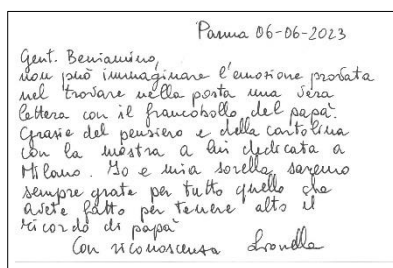 Parma 06-06-2023
Gent. Beniamino,
non può immaginare l'emozione provata
nel trovare nella posta una vera
lettera con il francobollo del papà.
Grazie del pensiero e della cartolina
con la mostra a lui dedicata a
Milano. Io e mia sorella, saremo
sempre grate per tutto quello che
avete fatto per tenere alto il
ricordo di papà
Con riconoscenza Lionella